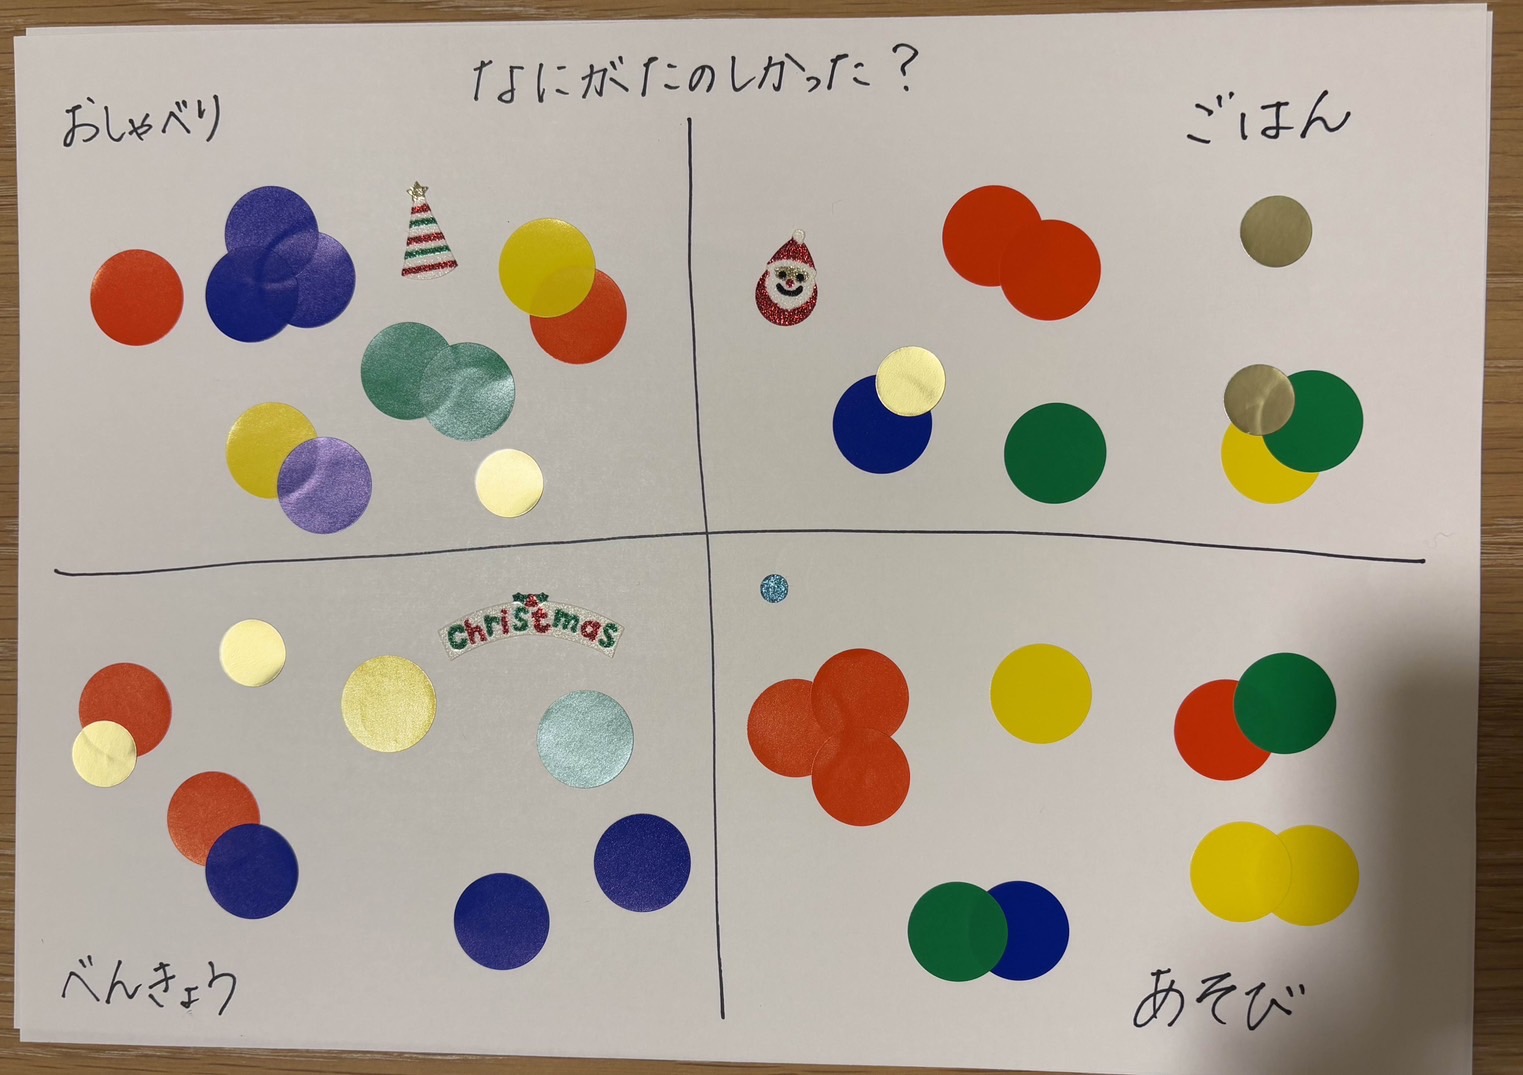 なにがたのしかった？
おしゃべり
ごはん
christmas
べんきょう
あそび